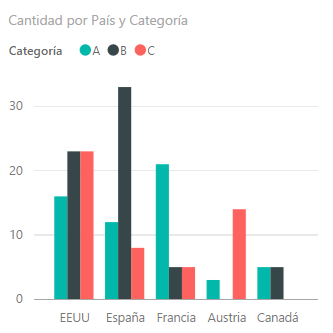 Cantidad por País y Categoría
Categoría A B C
30
20
10
0
EEUU España Francia Austria Canadá